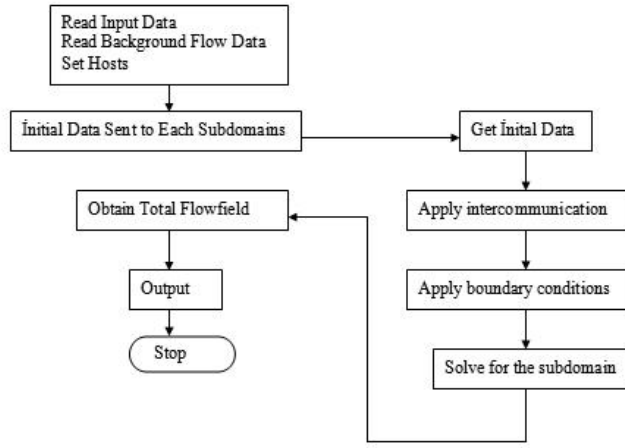 Read Input Data
Read Background Flow Data
Set Hosts
İnitial Data Sent to Each Subdomains
Get İnital Data
Apply intercommunication
Apply boundary conditions
Solve for the subdomain
Obtain Total Flowfield
Output
Stop